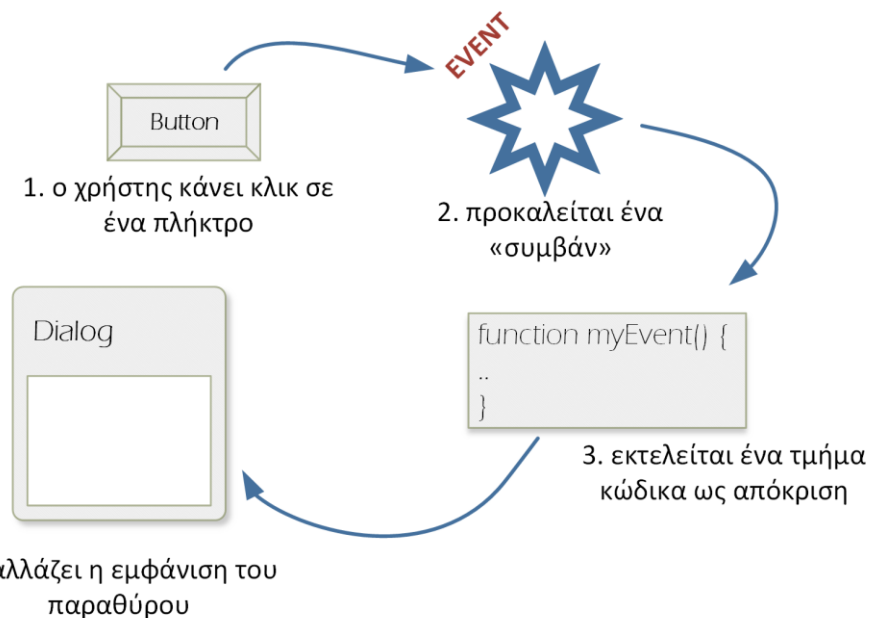 EVENT
Button
1. ο χρήστης κάνει κλικ σε
ένα πλήκτρο
2. προκαλείται ένα
«συμβάν»
function myEvent() {
..
}
3. εκτελείται ένα τμήμα
κώδικα ως απόκριση
Dialog
αλλάζει η εμφάνιση του
παραθύρου